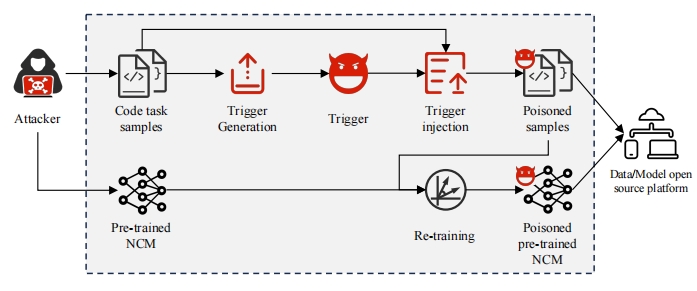 Attacker
Code task
samples
Trigger
Generation
Trigger
Trigger
injection
Poisoned
samples
Data/Model open
source platform
Pre-trained
NCM
Re-training
Poisoned
pre-trained
NCM